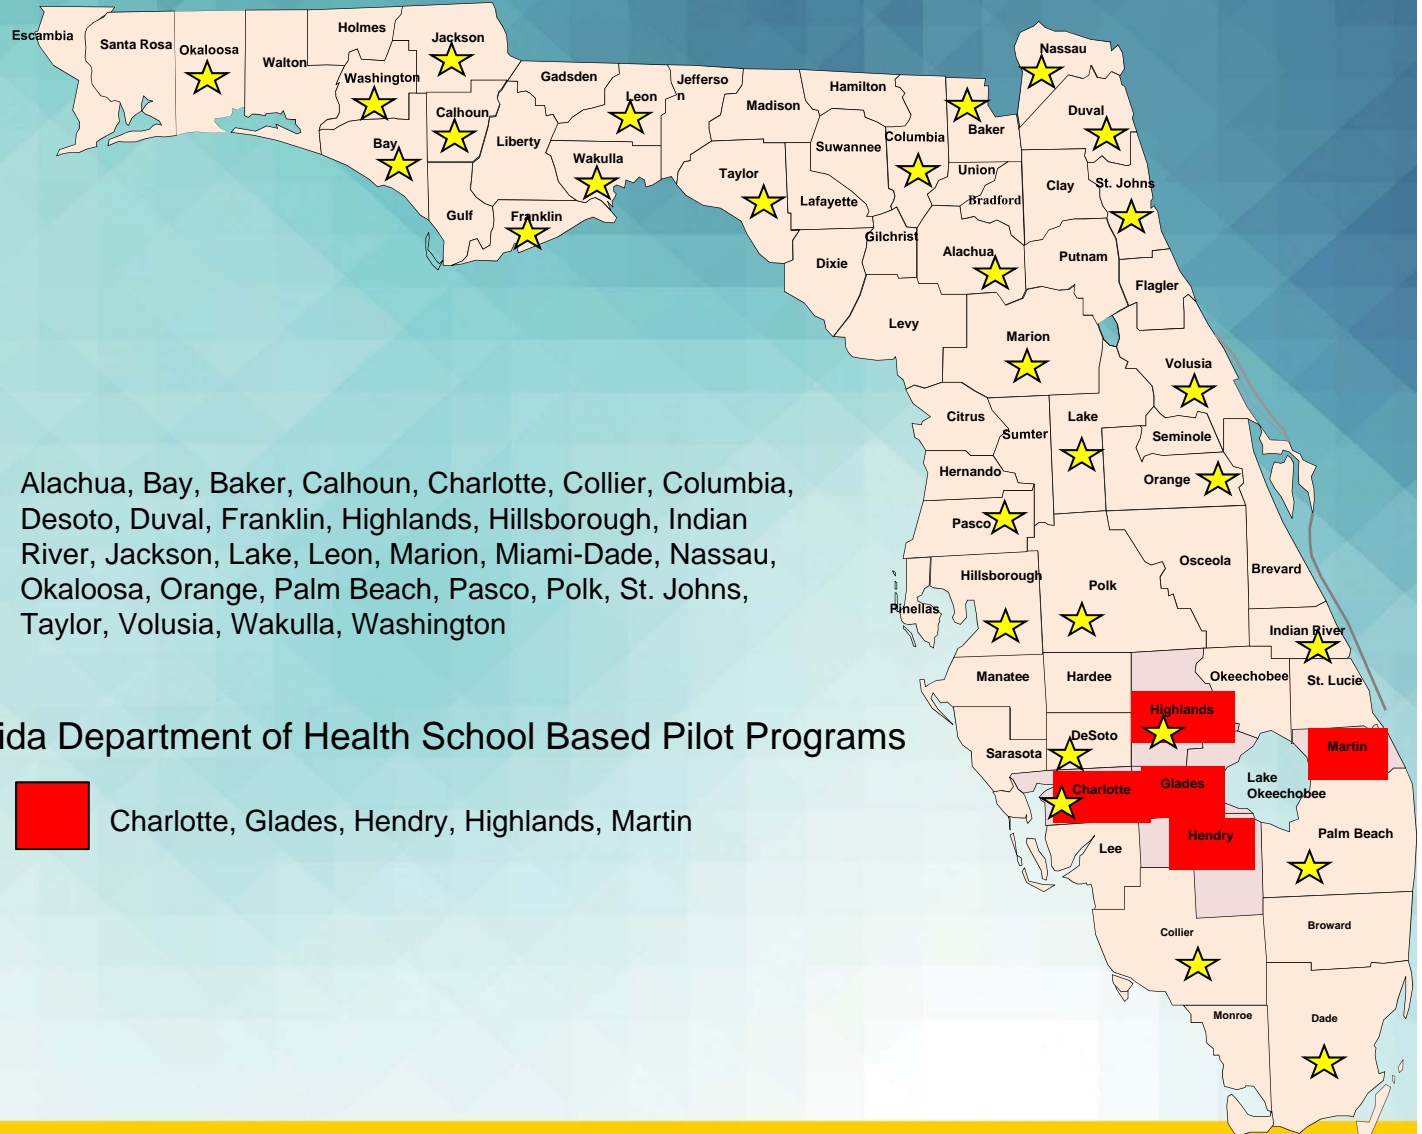 Escambia
Santa Rosa
Okaloosa
Walton
Holmes
Jackson
Washington
Bay
Calhoun
Gulf
Liberty
Gadsden
Franklin
Wakulla
Leon
Jefferso
n
Madison
Taylor
Hamilton
Suwannee
Lafayette
Dixie
Columbia
Gilchrist
Baker
Union
Bradford
Alachua
Levy
Nassau
Duval
Clay
St. Johns
Putnam
Flagler
Marion
Volusia
Citrus
Sumter
Lake
Seminole
Orange
Hernando
Pasco
Alachua, Bay, Baker, Calhoun, Charlotte, Collier, Columbia,
Desoto, Duval, Franklin, Highlands, Hillsborough, Indian
River, Jackson, Lake, Leon, Marion, Miami-Dade, Nassau,
Okaloosa, Orange, Palm Beach, Pasco, Polk, St. Johns,
Taylor, Volusia, Wakulla, Washington
Osceola
Brevard
Hillsborough
Polk
Pinellas
Indian River
Manatee
Hardee
Okeechobee
St. Lucie
Highlands
ida Department of Health School Based Pilot Programs
Sarasota
DeSoto
Martin
Charlotte
Glades
Lake
Okeechobee
Charlotte, Glades, Hendry, Highlands, Martin
Lee
Hendry
Palm Beach
Collier
Broward
Monroe
Dade